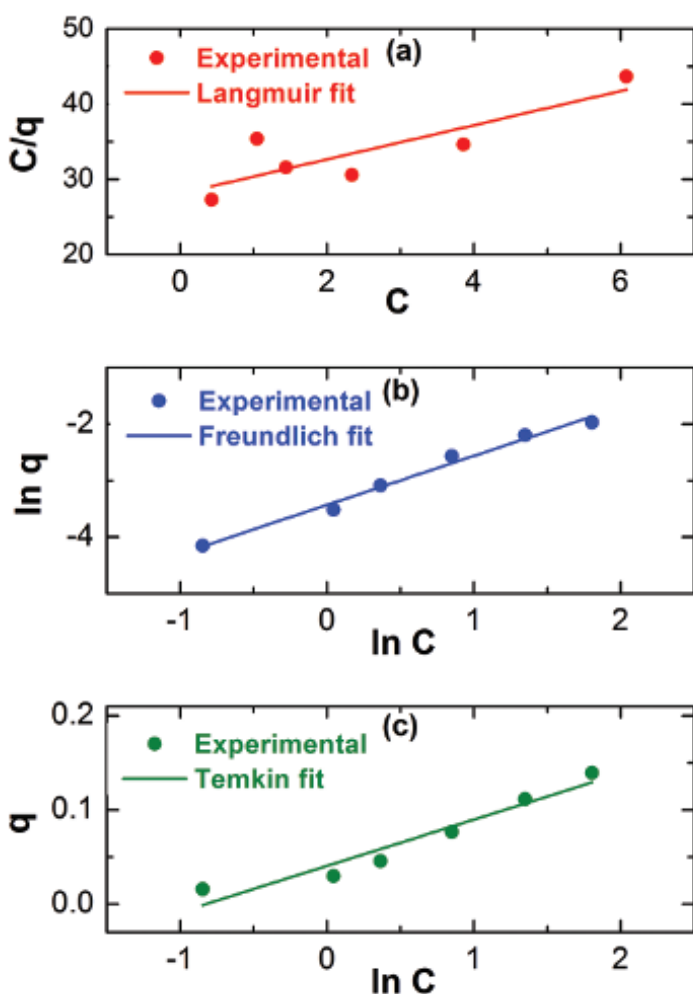 50
40
30
20
C/q
Experimental
(a)
Langmuir fit
0 2 4 6
C
-2
-4
ln q
Experimental
(b)
Freundlich fit
-1 0 1 2
ln C
0.2
0.1
0.0
q
Experimental
(c)
Temkin fit
-1 0 1 2
ln C